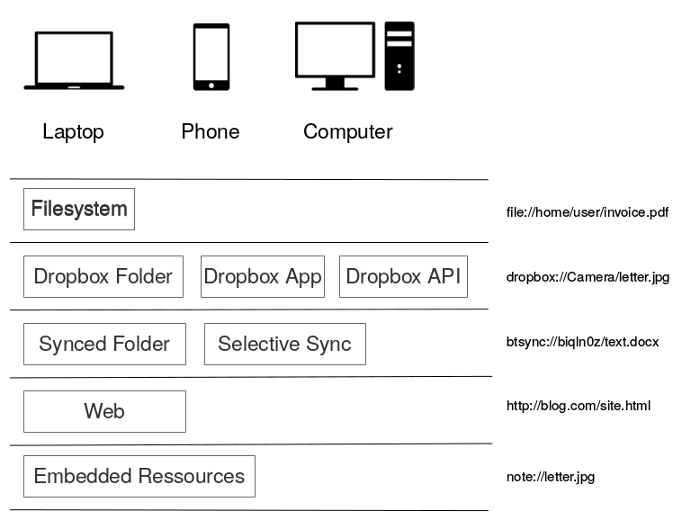 Laptop
Phone
Computer
Filesystem
file://home/user/invoice.pdf
Dropbox Folder
Dropbox App
Dropbox API
dropbox://Camera/letter.jpg
Synced Folder
Selective Sync
btsync://biqln0z/text.docx
Web
http://blog.com/site.html
Embedded Ressources
note://letter.jpg